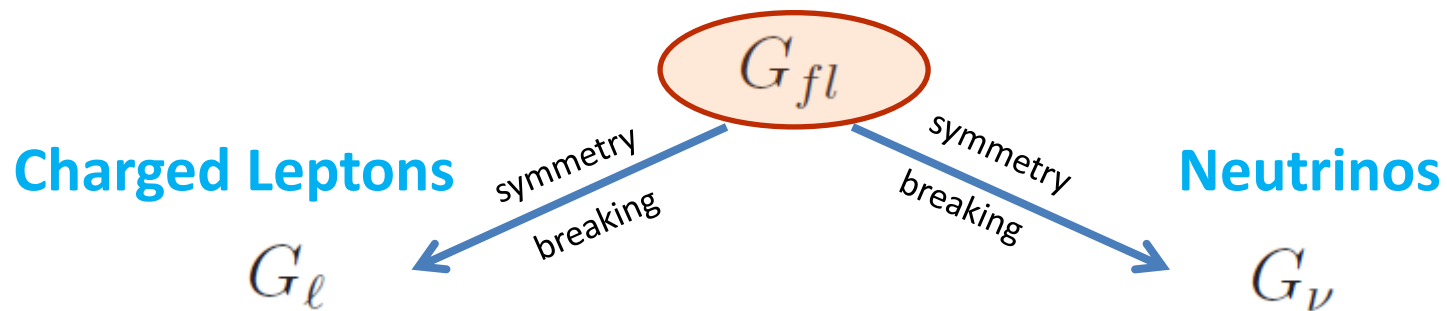 G_{fl}
symmetry
breaking
symmetry
breaking
Charged Leptons
Neutrinos
G_ℓ
G_ν